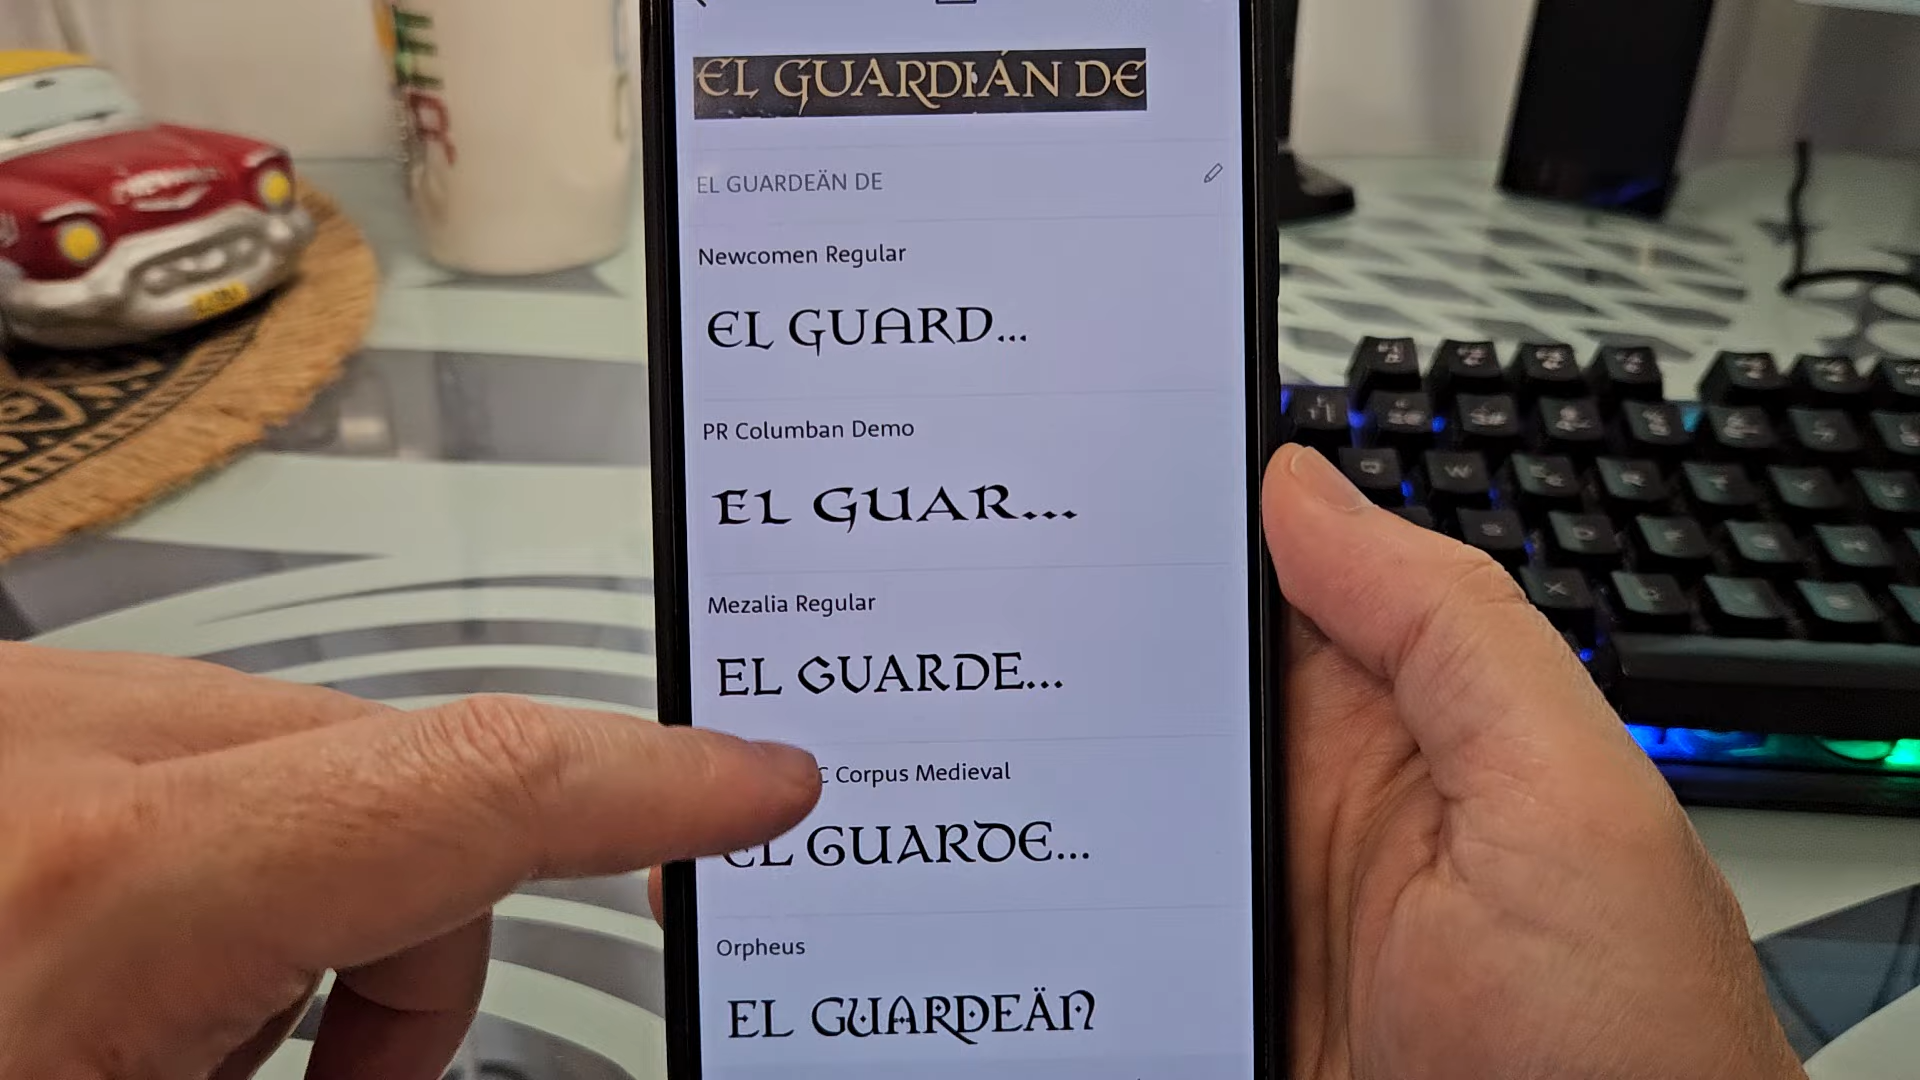 EL GUARDIÁN DE
EL GUARDEÄN DE
Newcomen Regular
EL GUARD...
PR Columban Demo
EL GUAR...
Mezalia Regular
EL GUARDE...
C Corpus Medieval
EL GUARDE...
Orpheus
EL GUARDEÄN